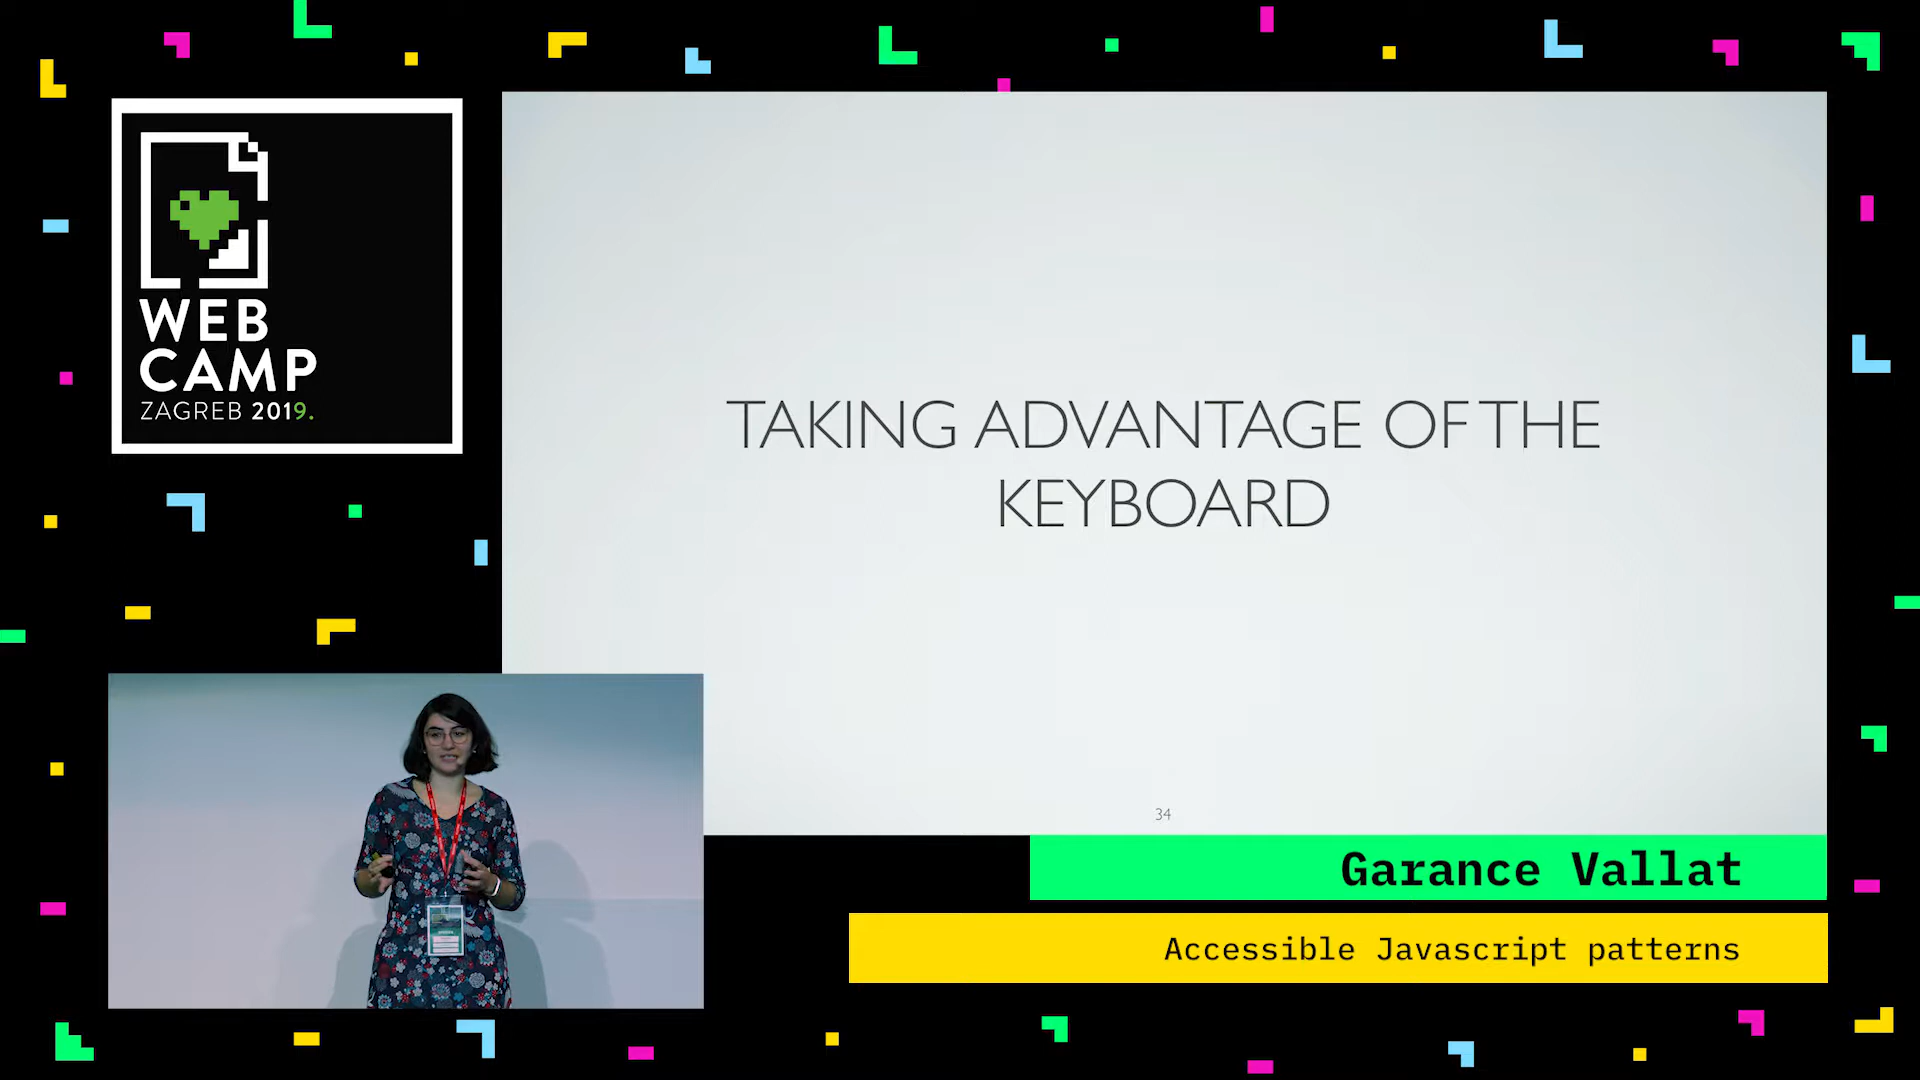 WEB
CAMP
ZAGREB 2019.
TAKING ADVANTAGE OF THE
KEYBOARD
34
Garance Vallat
Accessible Javascript patterns